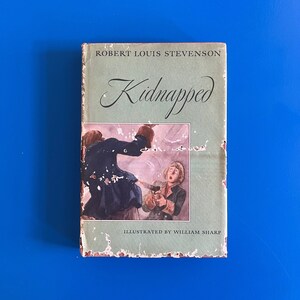 ROBERT LOUIS STEVENSON
Kidnapped
ILLUSTRATED BY WILLIAM SHARP